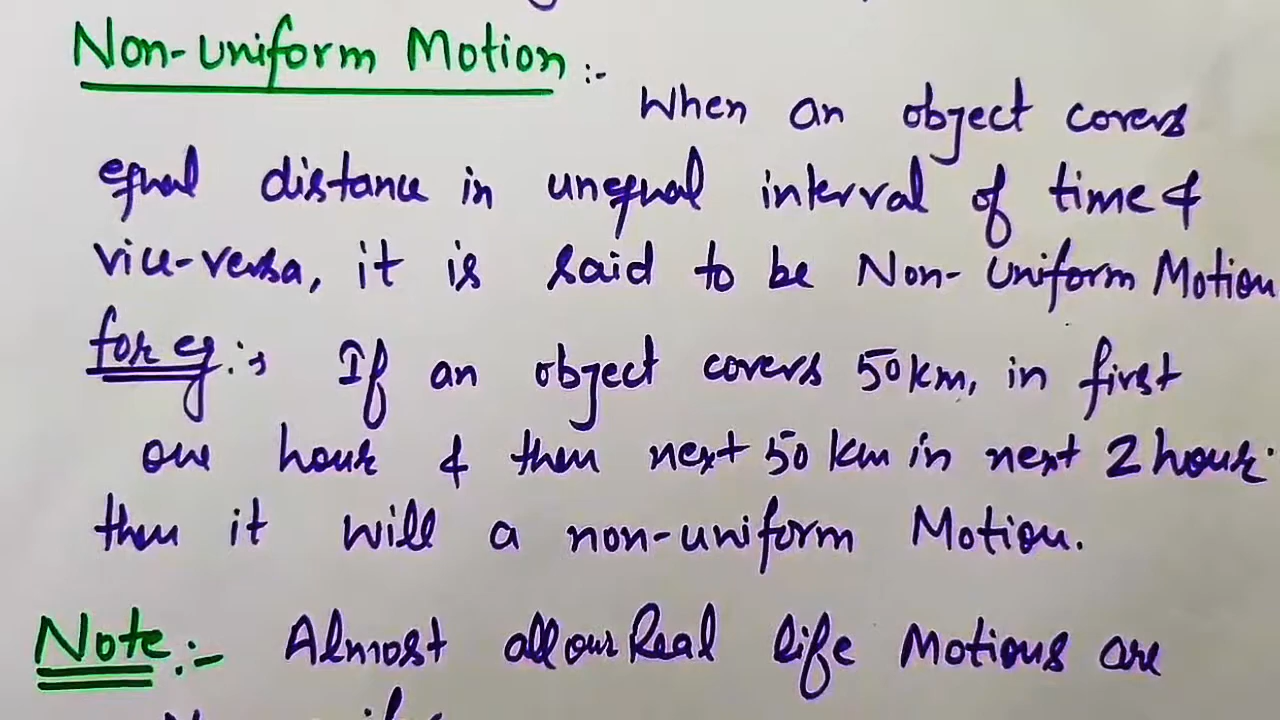 Non-uniform Motion :-
When an object covers
equal distance in unequal interval of time &
vice-versa, it is said to be Non-Uniform Motion
for eg :→ If an object covers 50km, in first
one hour & then next 50 km in next 2 hour.
then it will a non-uniform Motion.
Note :- Almost all our Real life Motions are